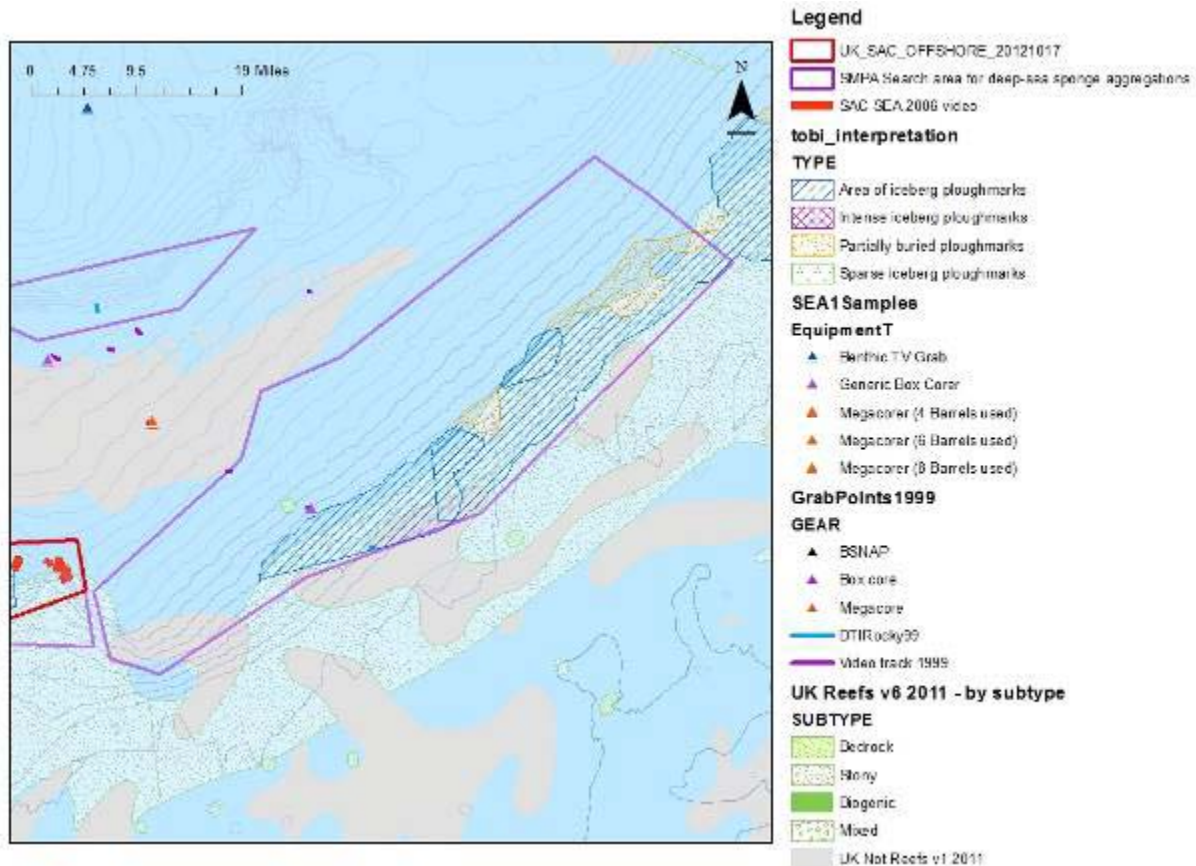 0 4.75 9.5 19 Miles
N
Legend
UK_SAC_OFFSHORE_20121017
SMPA Search area for deep-sea sponge aggregations
SAC SEA 2006 video
tobi_interpretation
TYPE
Area of iceberg ploughmarks
Intense iceberg ploughmarks
Partially buried ploughmarks
Sparse iceberg ploughmarks
SEA1Samples
EquipmentT
Benthic TV Grab
Generic Box Corer
Megacorer (4 Barrels used)
Megacorer (6 Barrels used)
Megacorer (8 Barrels used)
GrabPoints1999
GEAR
BSNAP
Box core
Megacore
DTIRocky99
Video track 1999
UK Reefs v6 2011 - by subtype
SUBTYPE
Bedrock
Stony
Biogenic
Mixed
UK Not Reefs v1 2011